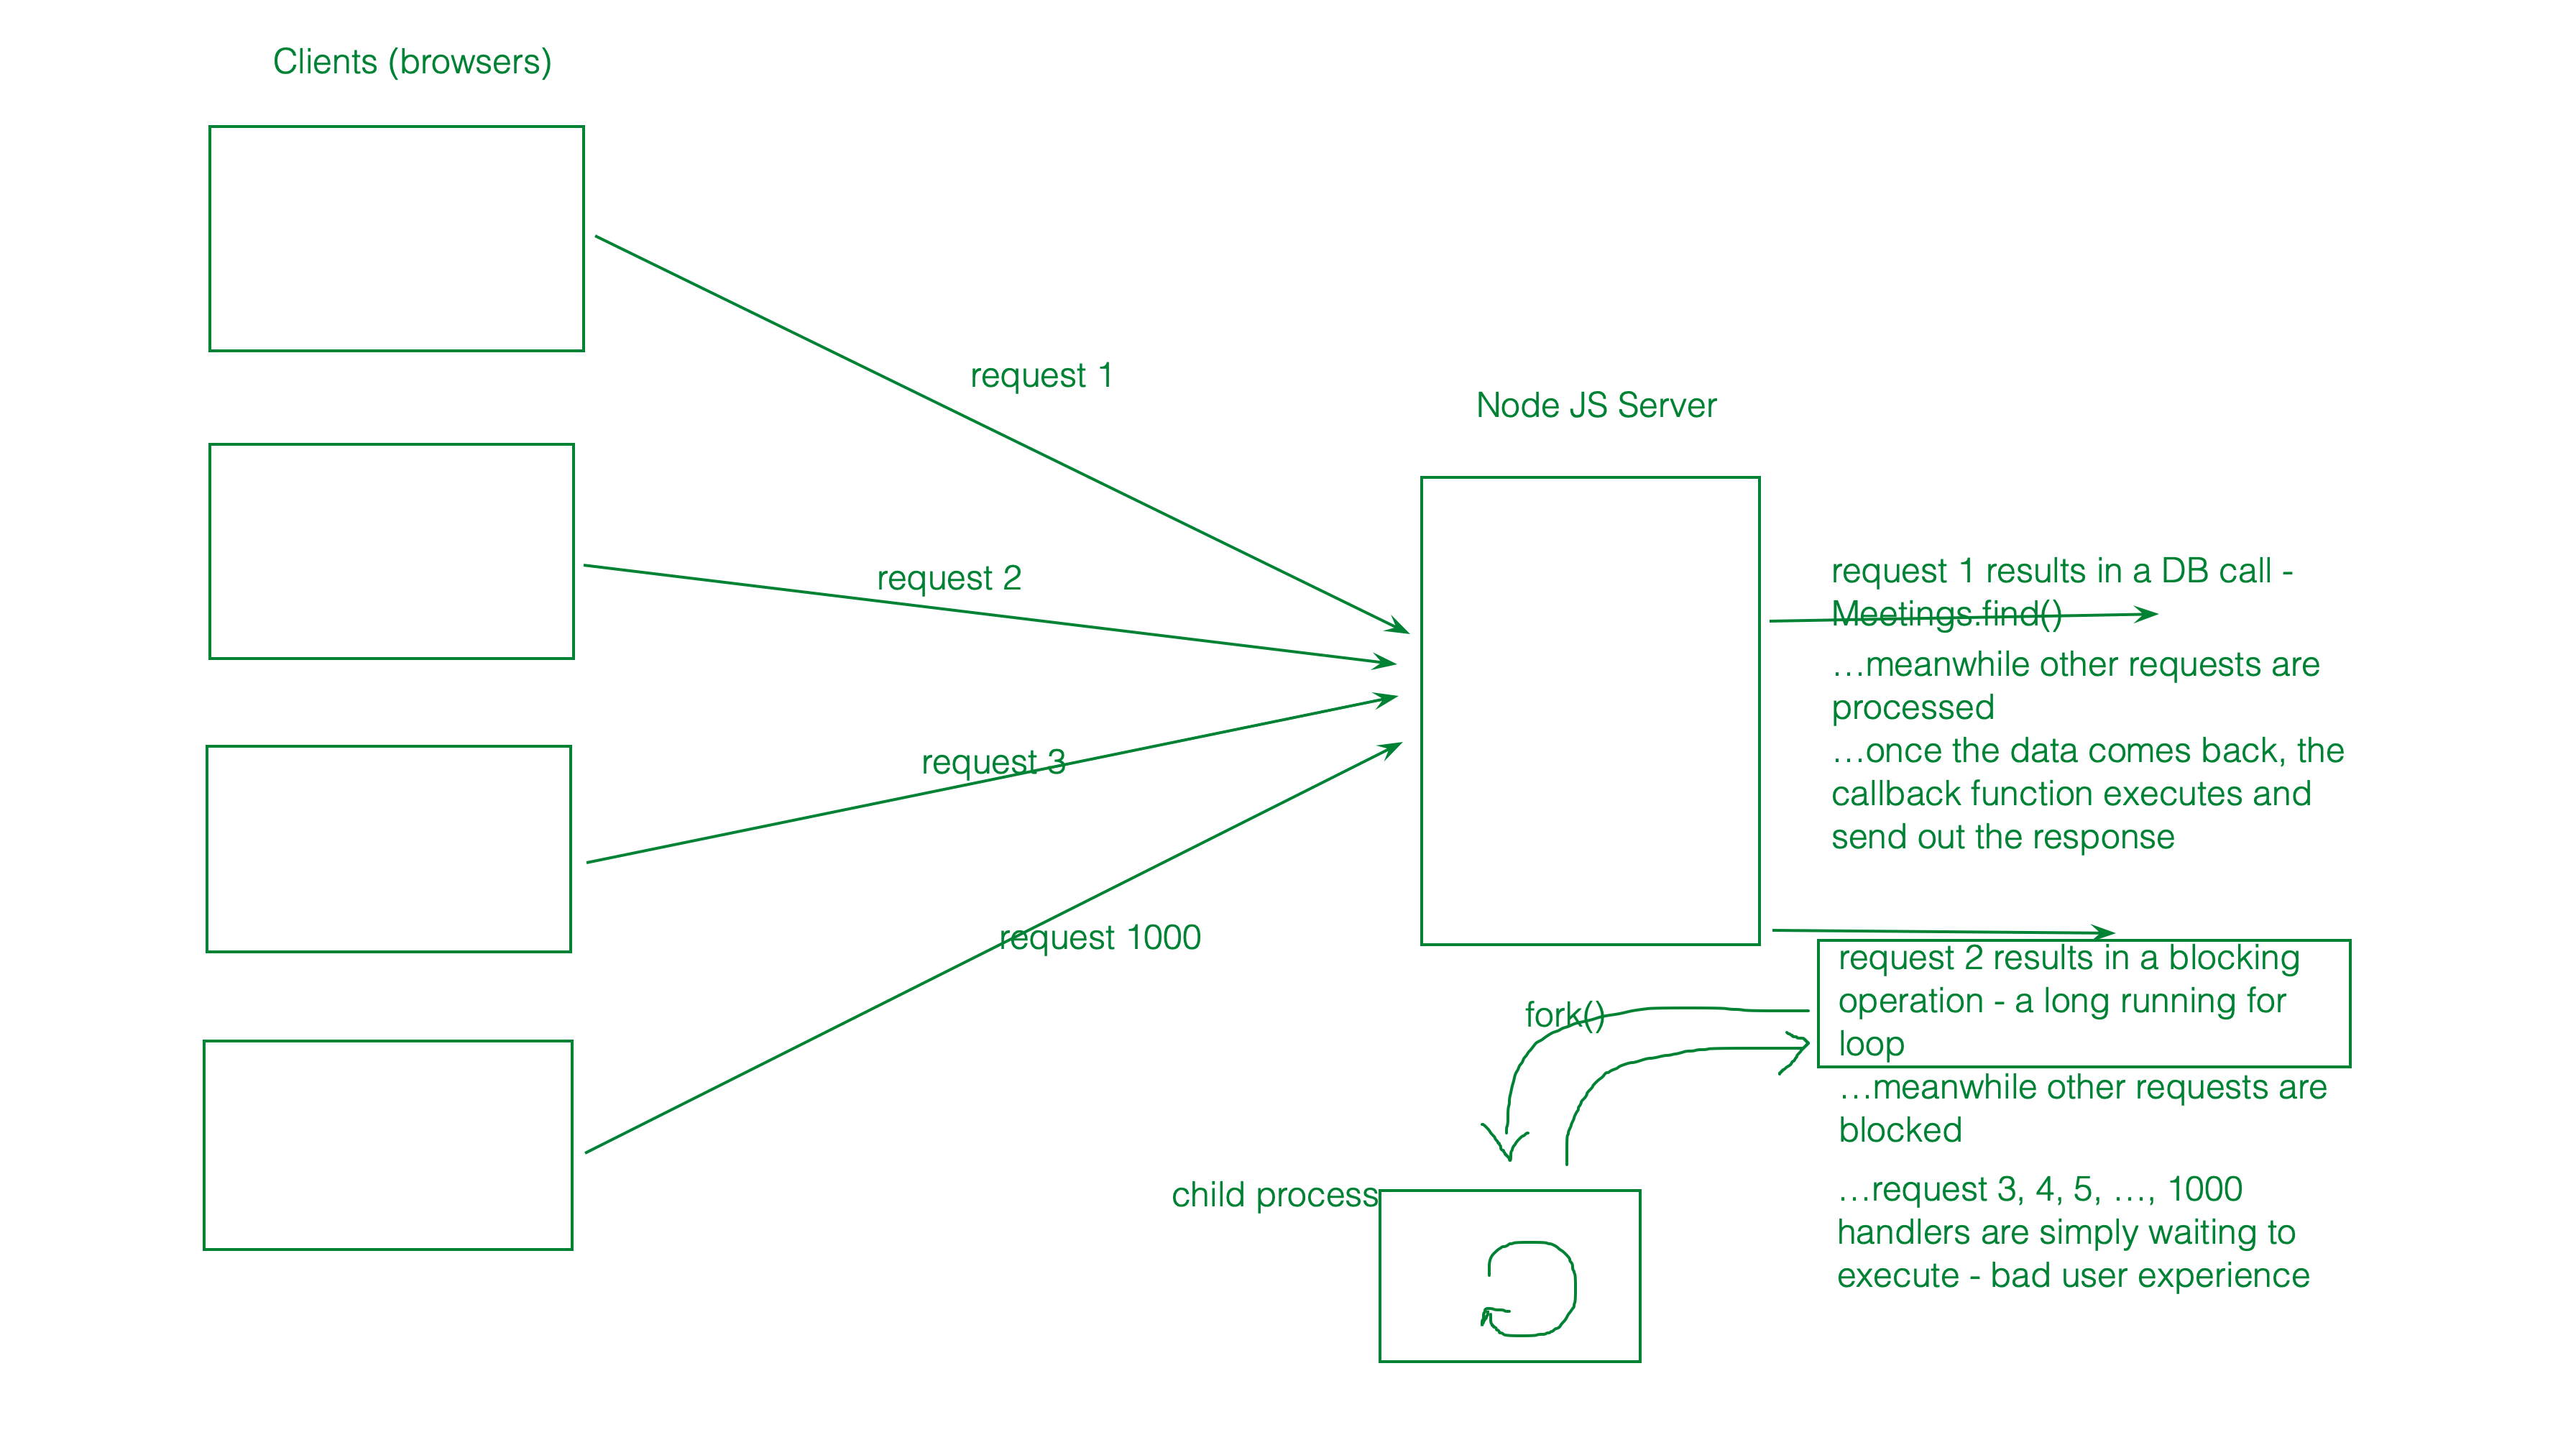 Clients (browsers)
request 1
Node JS Server
request 2
request 1 results in a DB call -
Meetings.find()
…meanwhile other requests are
processed
…once the data comes back, the
callback function executes and
send out the response
request 3
request 1000
request 2 results in a blocking
operation - a long running for
loop
…meanwhile other requests are
blocked
…request 3, 4, 5, …, 1000
handlers are simply waiting to
execute - bad user experience
fork()
child process